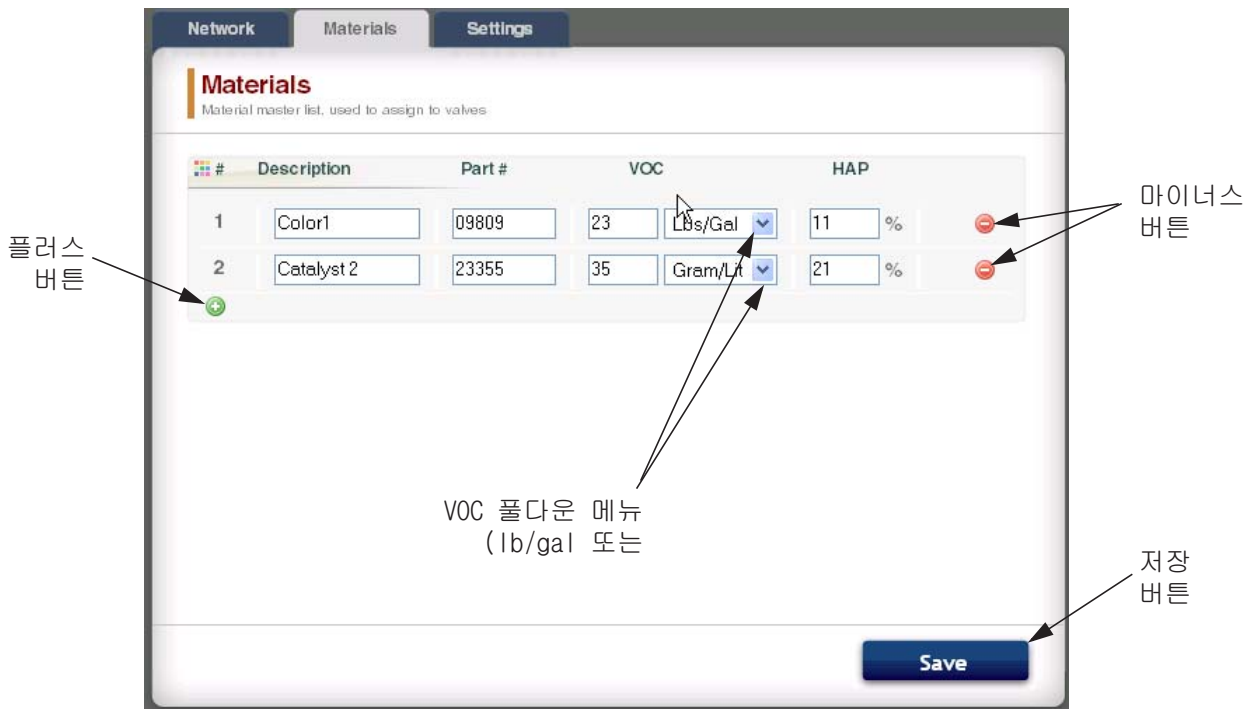 Network Materials Settings
Materials
Material master list, used to assign to valves
# Description Part # VOC HAP
1 Color1 09809 23 Lbs/Gal 11 %
2 Catalyst 2 23355 35 Gram/Lit 21 %
마이너스
버튼
플러스
버튼
VOC 풀다운 메뉴
(lb/gal 또는
저장
버튼
Save